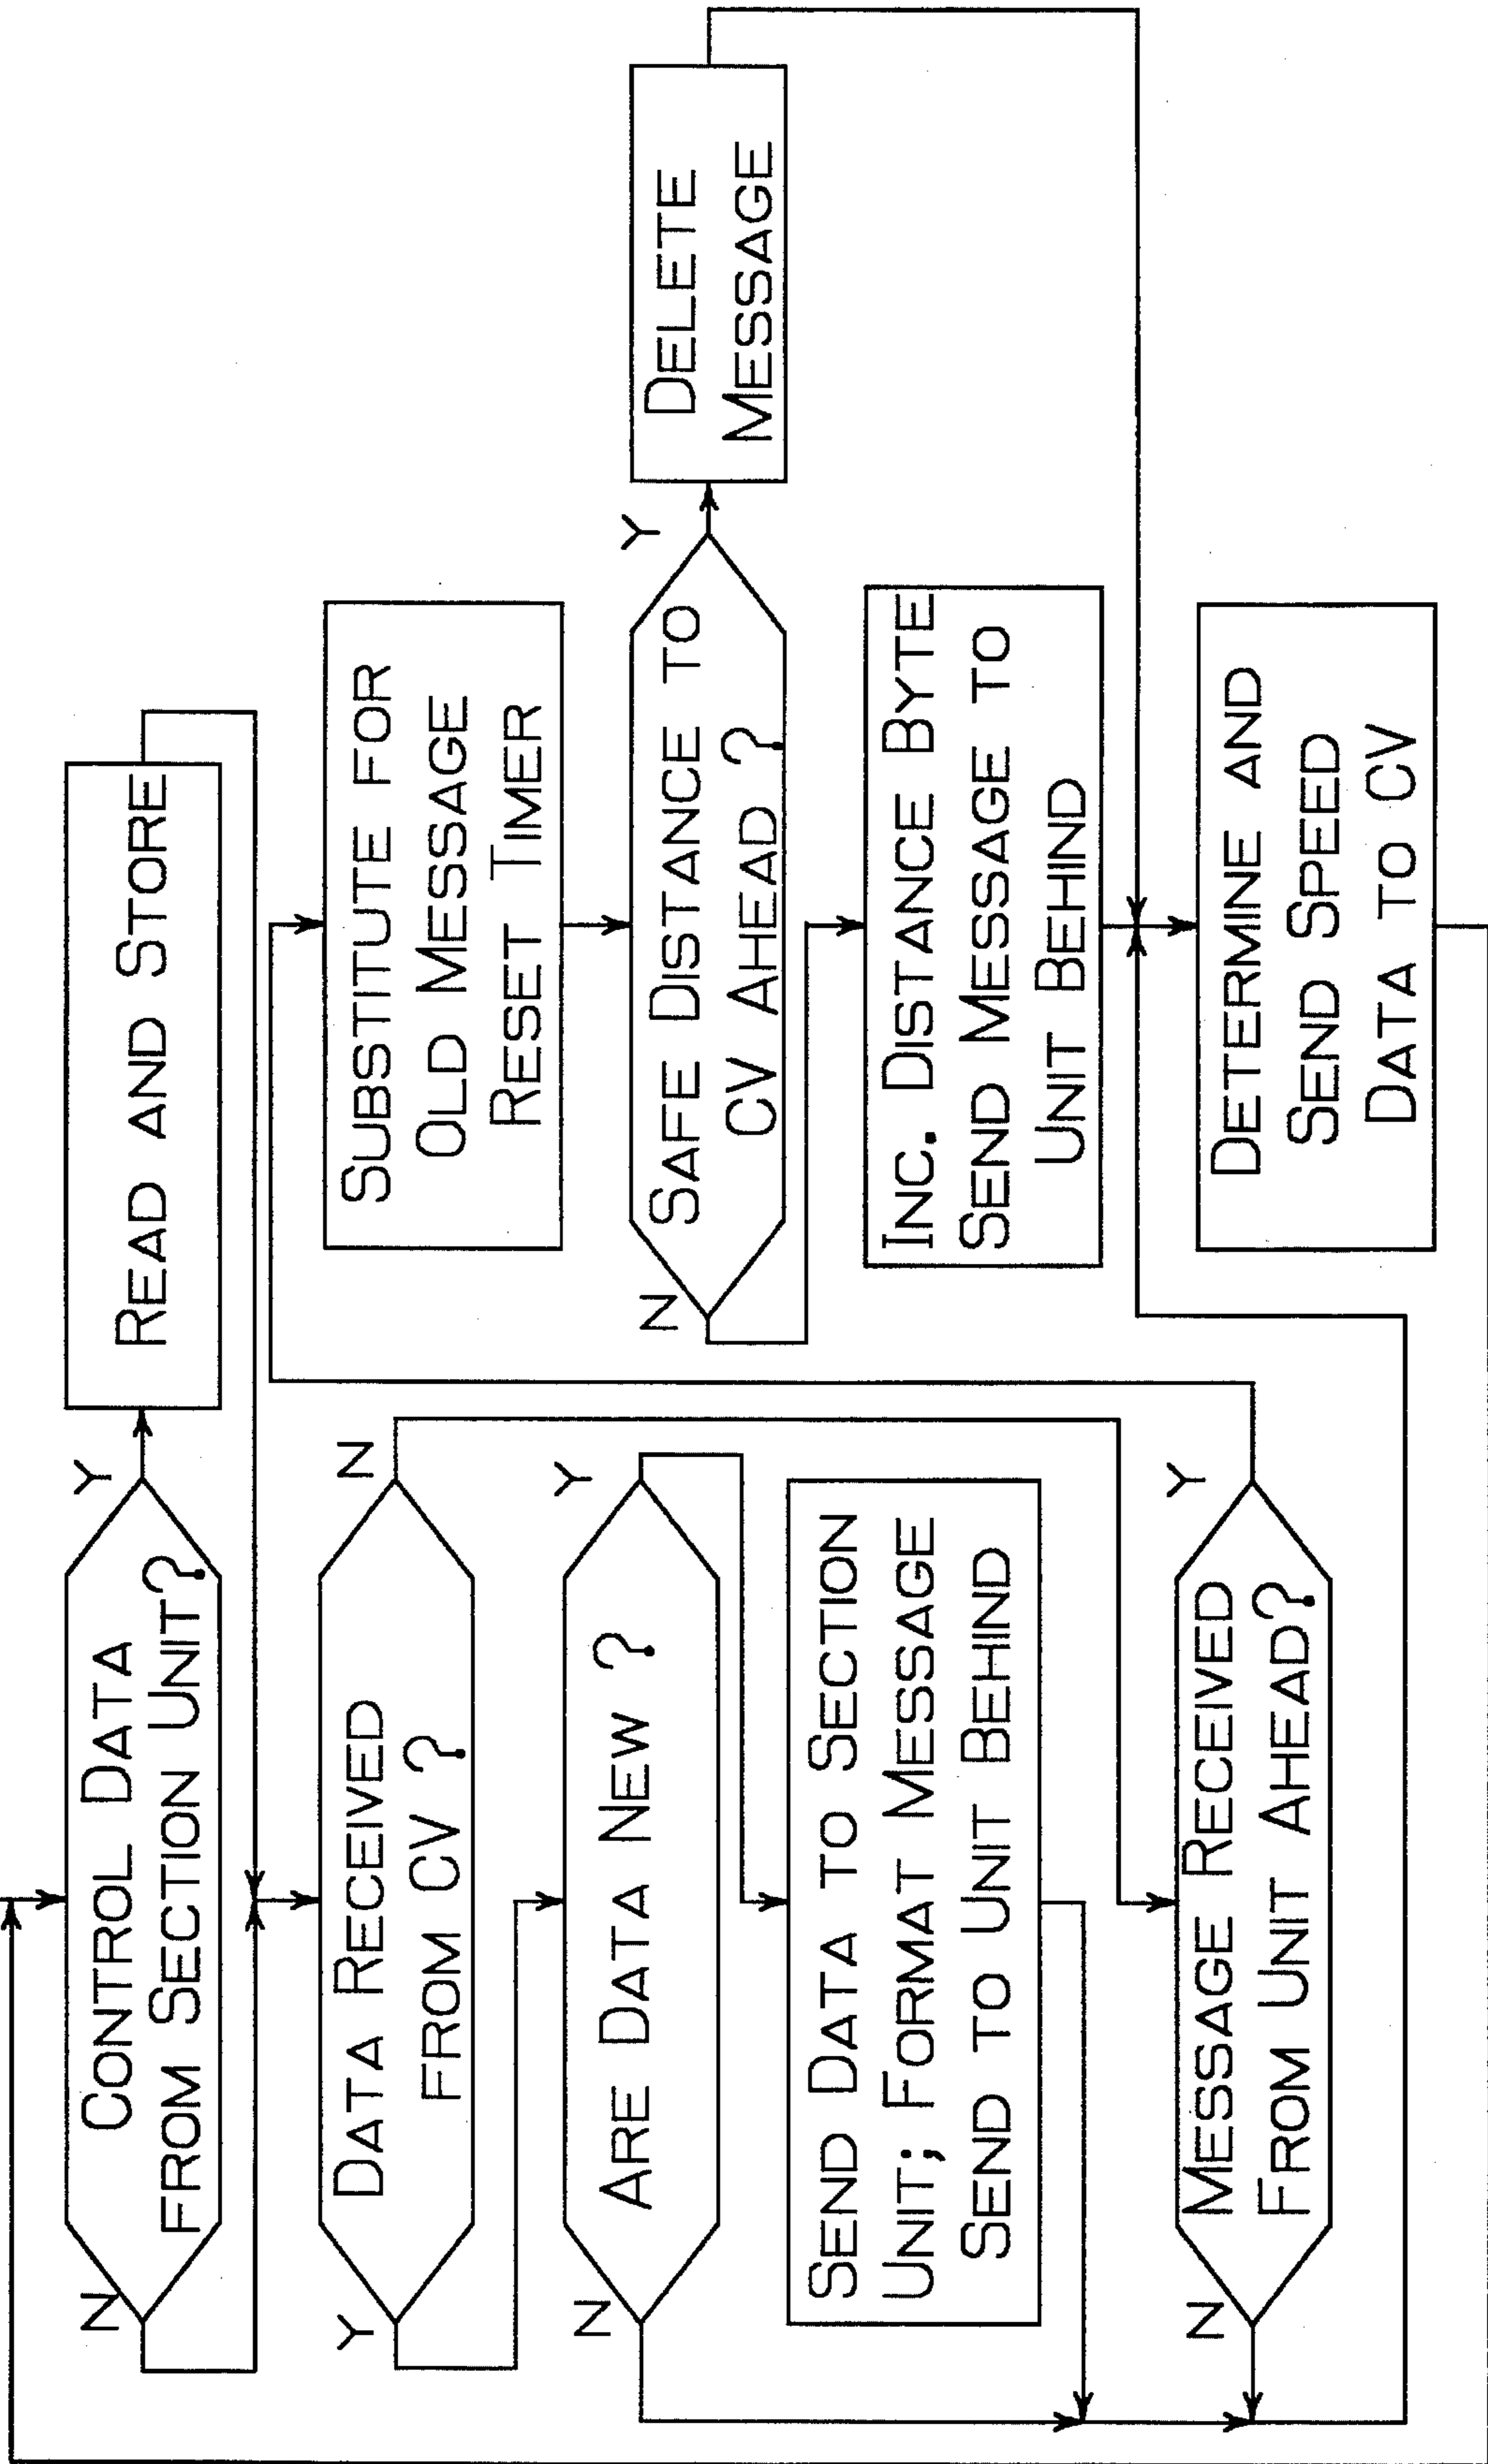 N
CONTROL DATA
FROM SECTION UNIT?
Y
READ AND STORE
Y
DATA RECEIVED
FROM CV ?
N
N
ARE DATA NEW ?
Y
SEND DATA TO SECTION
UNIT; FORMAT MESSAGE
SEND TO UNIT BEHIND
N
MESSAGE RECEIVED
FROM UNIT AHEAD?
Y
SUBSTITUTE FOR
OLD MESSAGE
RESET TIMER
N
SAFE DISTANCE TO
CV AHEAD ?
Y
DELETE
MESSAGE
INC. DISTANCE BYTE
SEND MESSAGE TO
UNIT BEHIND
DETERMINE AND
SEND SPEED
DATA TO CV